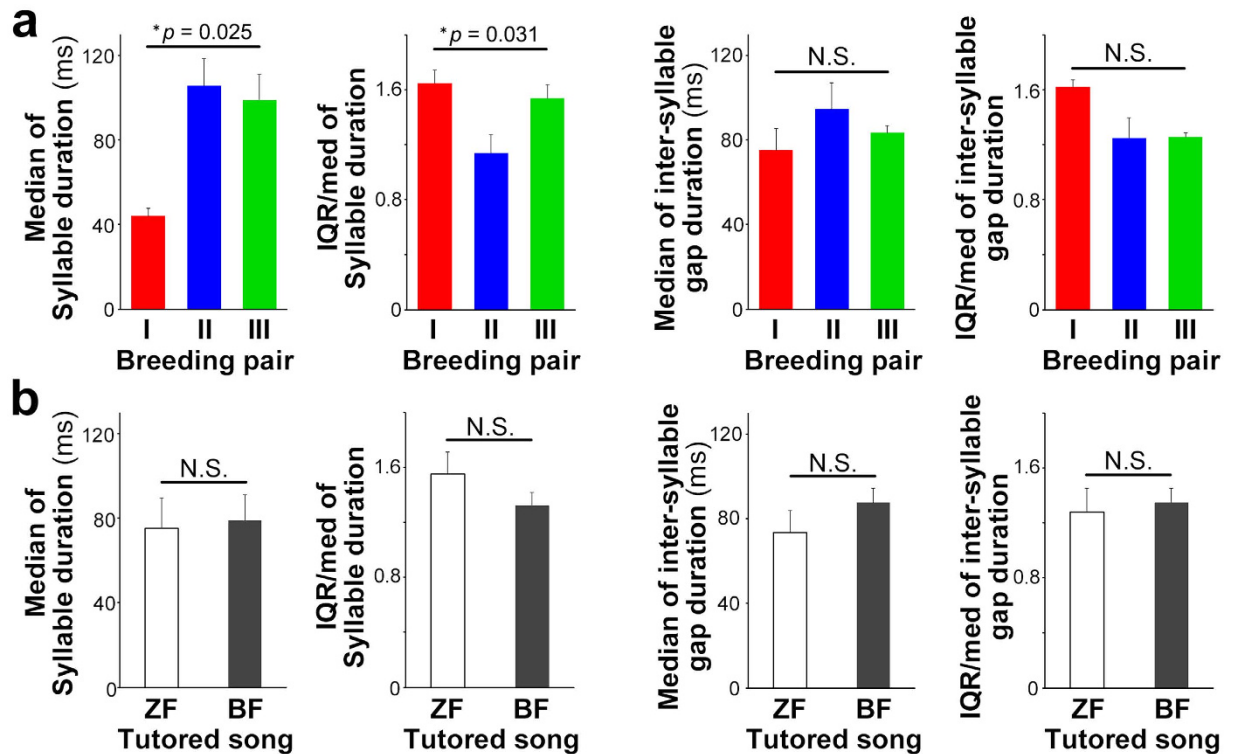 a
Median of
Syllable duration (ms)
120
80
40
0
*p = 0.025
I II III
Breeding pair
IQR/med of
Syllable duration
1.6
0.8
0
*p = 0.031
I II III
Breeding pair
Median of inter-syllable
gap duration (ms)
120
80
40
0
N.S.
I II III
Breeding pair
IQR/med of inter-syllable
gap duration
1.6
0.8
0
N.S.
I II III
Breeding pair
b
Median of
Syllable duration (ms)
120
80
40
0
N.S.
ZF BF
Tutored song
IQR/med of
Syllable duration
1.6
0.8
0
N.S.
ZF BF
Tutored song
Median of inter-syllable
gap duration (ms)
120
80
40
0
N.S.
ZF BF
Tutored song
IQR/med of inter-syllable
gap duration
1.6
0.8
0
N.S.
ZF BF
Tutored song